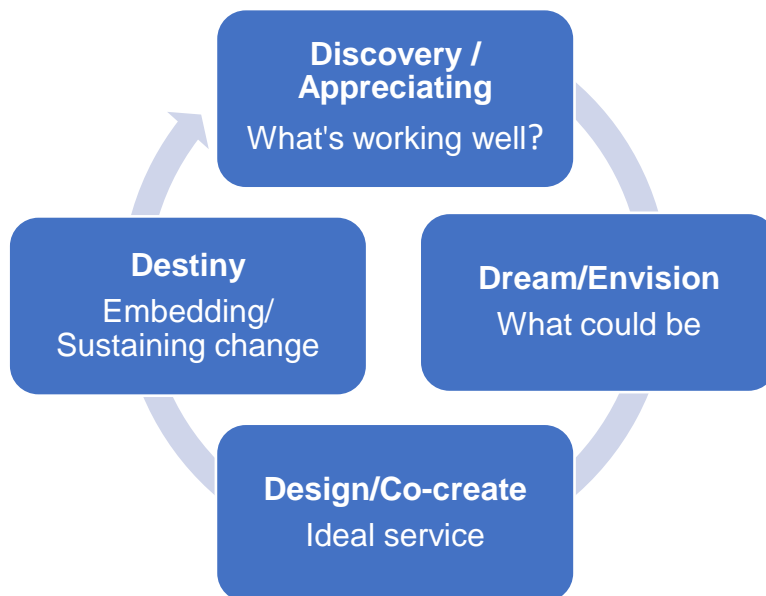 Discovery /
Appreciating
What's working well?
Dream/Envision
What could be
Design/Co-create
Ideal service
Destiny
Embedding/
Sustaining change